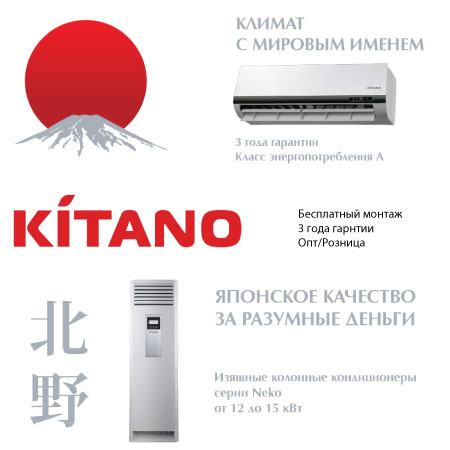 КЛИМАТ
С МИРОВЫМ ИМЕНЕМ
KITANO
3 года гарантии
Класс энергопотребления А
KÍTANO
Бесплатный монтаж
3 года гарнтии
Опт/Розница
北
野
ЯПОНСКОЕ КАЧЕСТВО
ЗА РАЗУМНЫЕ ДЕНЬГИ
Изящные колонные кондиционеры
серии Neko
от 12 до 15 кВт